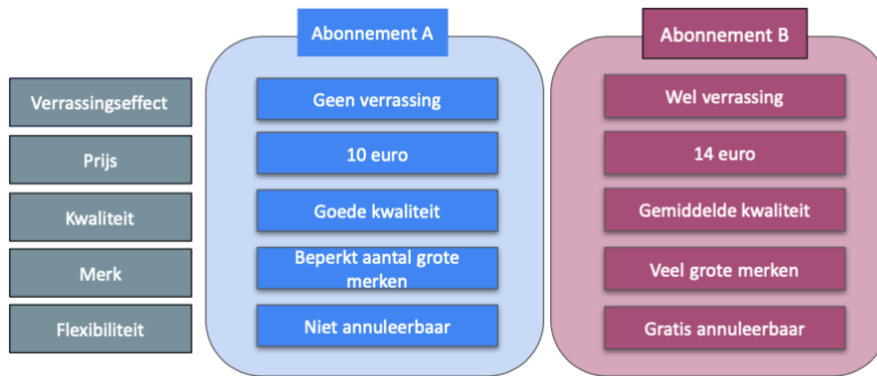 Abonnement A
Abonnement B
Verrassingseffect
Geen verrassing
Wel verrassing
Prijs
10 euro
14 euro
Kwaliteit
Goede kwaliteit
Gemiddelde kwaliteit
Merk
Beperkt aantal grote
merken
Veel grote merken
Flexibiliteit
Niet annuleerbaar
Gratis annuleerbaar